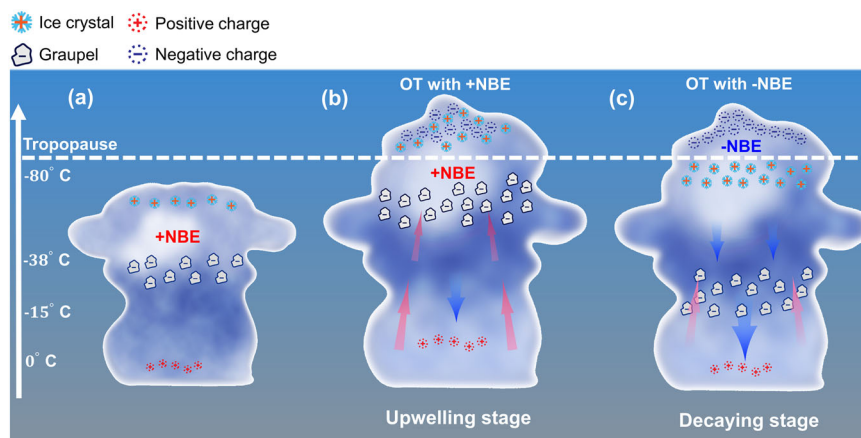 Ice crystal
Positive charge
Graupel
Negative charge
(a)
OT with +NBE
(b)
OT with -NBE
(c)
Tropopause
-80° C
-38° C
-15° C
0° C
+NBE
+NBE
-NBE
Upwelling stage
Decaying stage